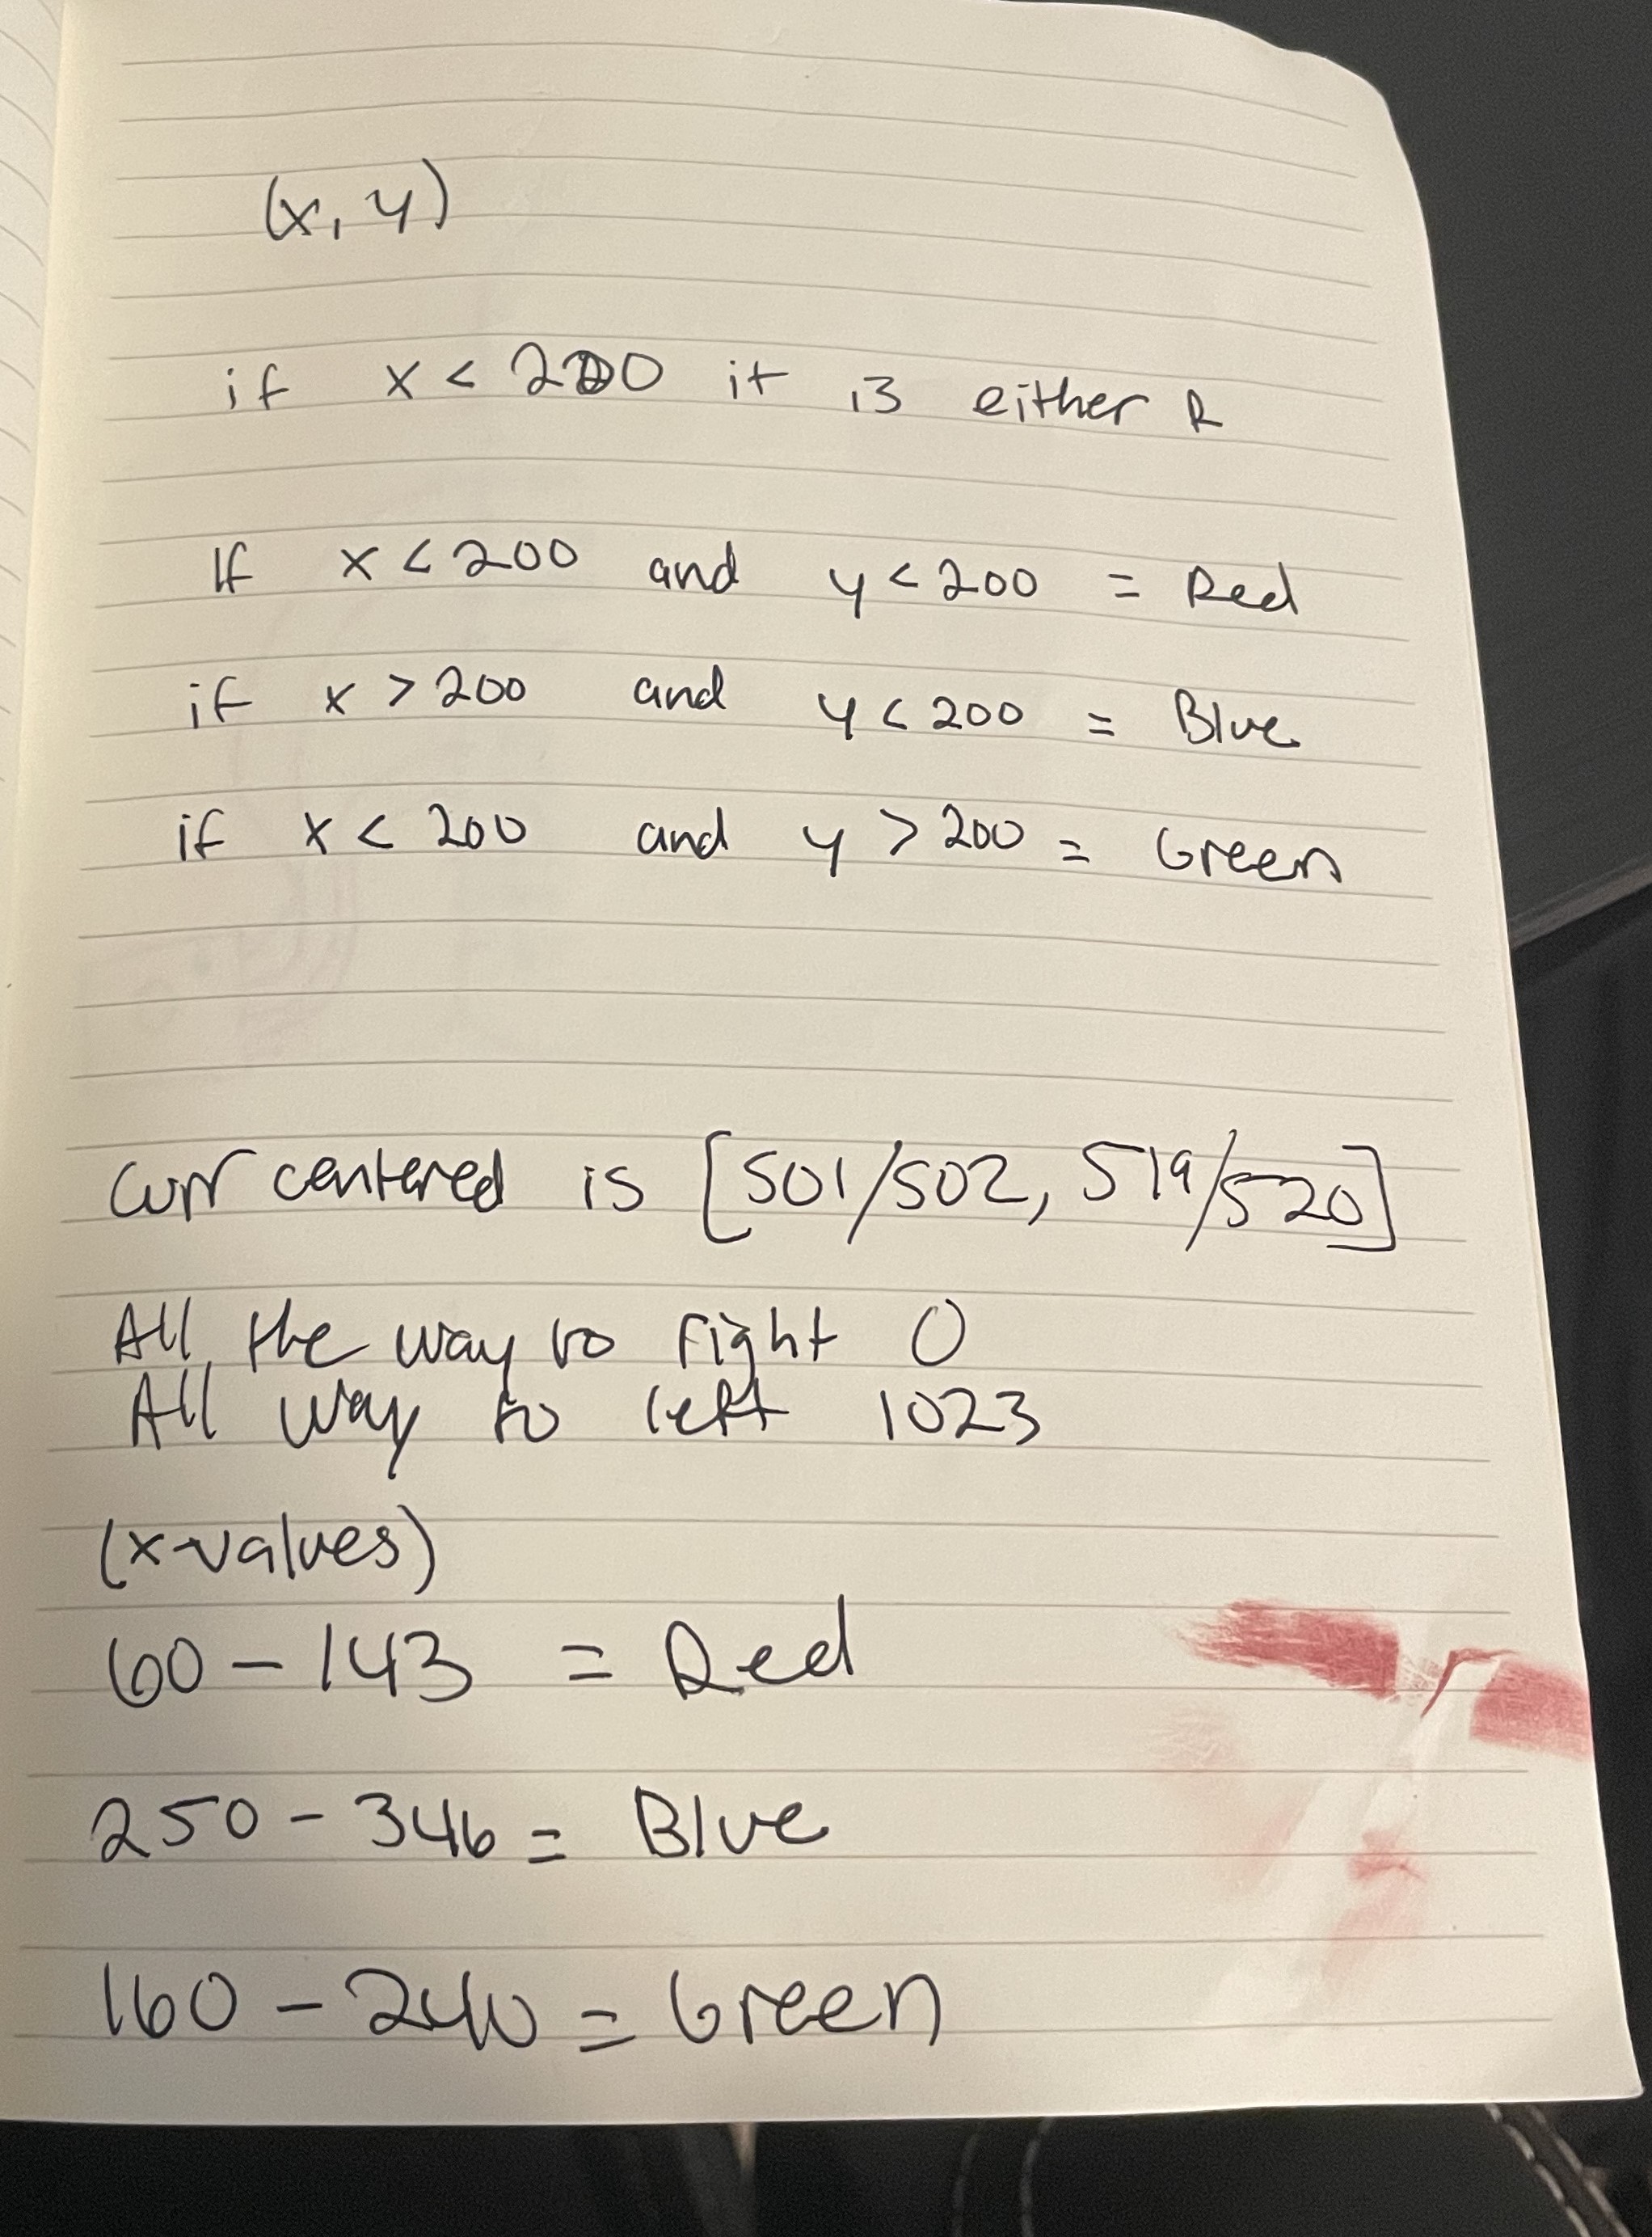 (x, y)
if x < 200 it is either R
If x < 200 and y < 200 = Red
if x > 200 and y < 200 = Blue
if x < 200 and y > 200 = Green
curr centered is [501/502, 519/520]
All the way to right 0
All way to left 1023
(x-values)
60 - 143 = Red
250 - 346 = Blue
160 - 240 = Green